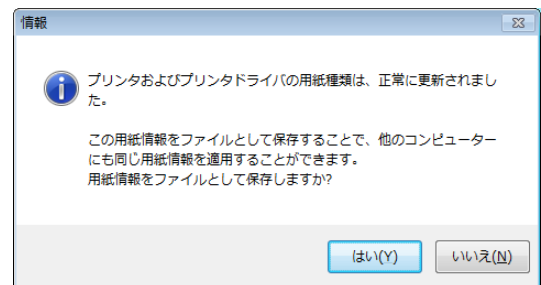 情報
プリンタおよびプリンタドライバの用紙種類は、正常に更新されまし
た。
この用紙情報をファイルとして保存することで、他のコンピューター
にも同じ用紙情報を適用することができます。
用紙情報をファイルとして保存しますか?
はい(Y)
いいえ(N)